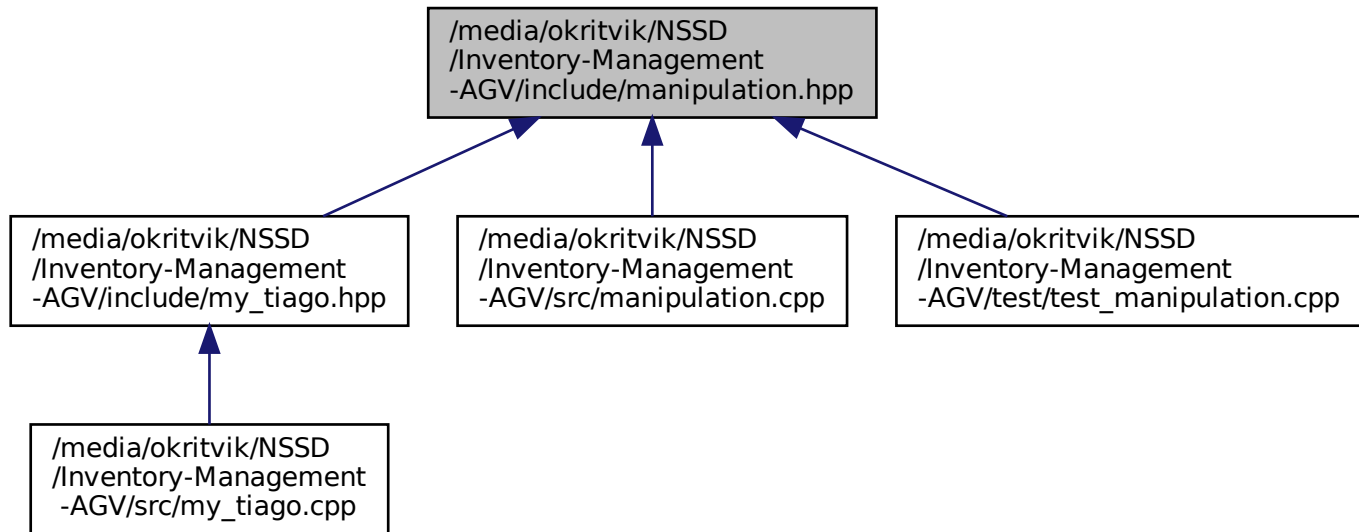 /media/okritvik/NSSD
/Inventory-Management
-AGV/include/manipulation.hpp
/media/okritvik/NSSD
/Inventory-Management
-AGV/include/my_tiago.hpp
/media/okritvik/NSSD
/Inventory-Management
-AGV/src/manipulation.cpp
/media/okritvik/NSSD
/Inventory-Management
-AGV/test/test_manipulation.cpp
/media/okritvik/NSSD
/Inventory-Management
-AGV/src/my_tiago.cpp